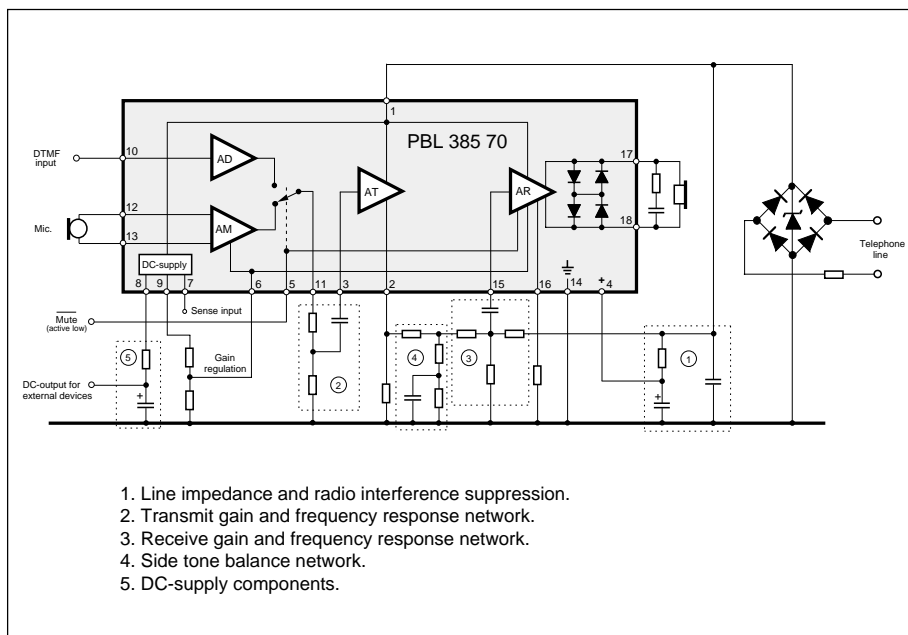 1
PBL 385 70
DTMF
input
10
AD
17
12
AT
AR
Mic.
AM
13
18
Telephone
line
DC-supply
8
9
7
6
5
11
3
2
15
16
14
+
4
Sense input
Mute
(active low)
5
Gain
regulation
2
4
3
1
DC-output for
external devices
+
+
1. Line impedance and radio interference suppression.
2. Transmit gain and frequency response network.
3. Receive gain and frequency response network.
4. Side tone balance network.
5. DC-supply components.